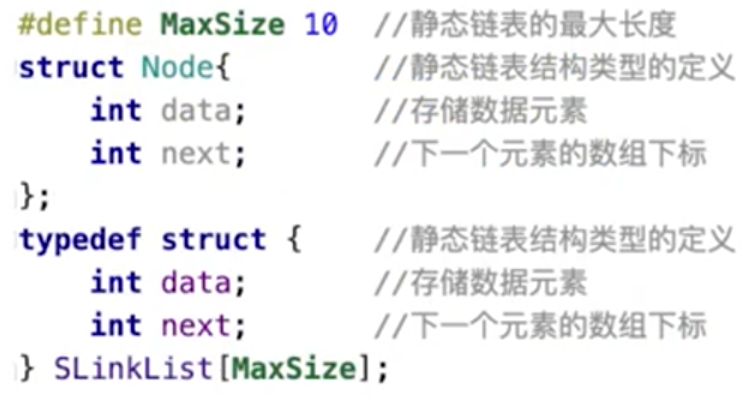 #define MaxSize 10 //静态链表的最大长度
struct Node{ //静态链表结构类型的定义
int data; //存储数据元素
int next; //下一个元素的数组下标
};
typedef struct { //静态链表结构类型的定义
int data; //存储数据元素
int next; //下一个元素的数组下标
} SLinkList[MaxSize];